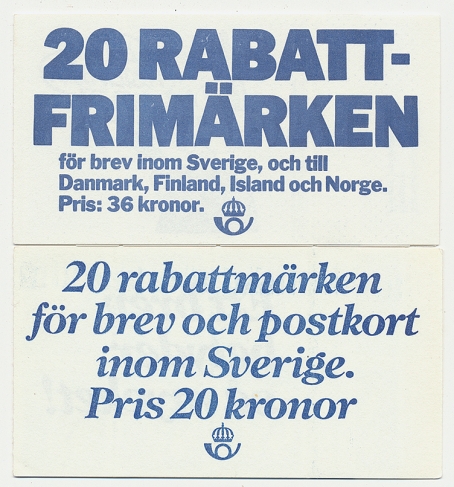 20 RABATT-
FRIMÄRKEN
för brev inom Sverige, och till
Danmark, Finland, Island och Norge.
Pris: 36 kronor.
20 rabattmärken
för brev och postkort
inom Sverige.
Pris 20 kronor